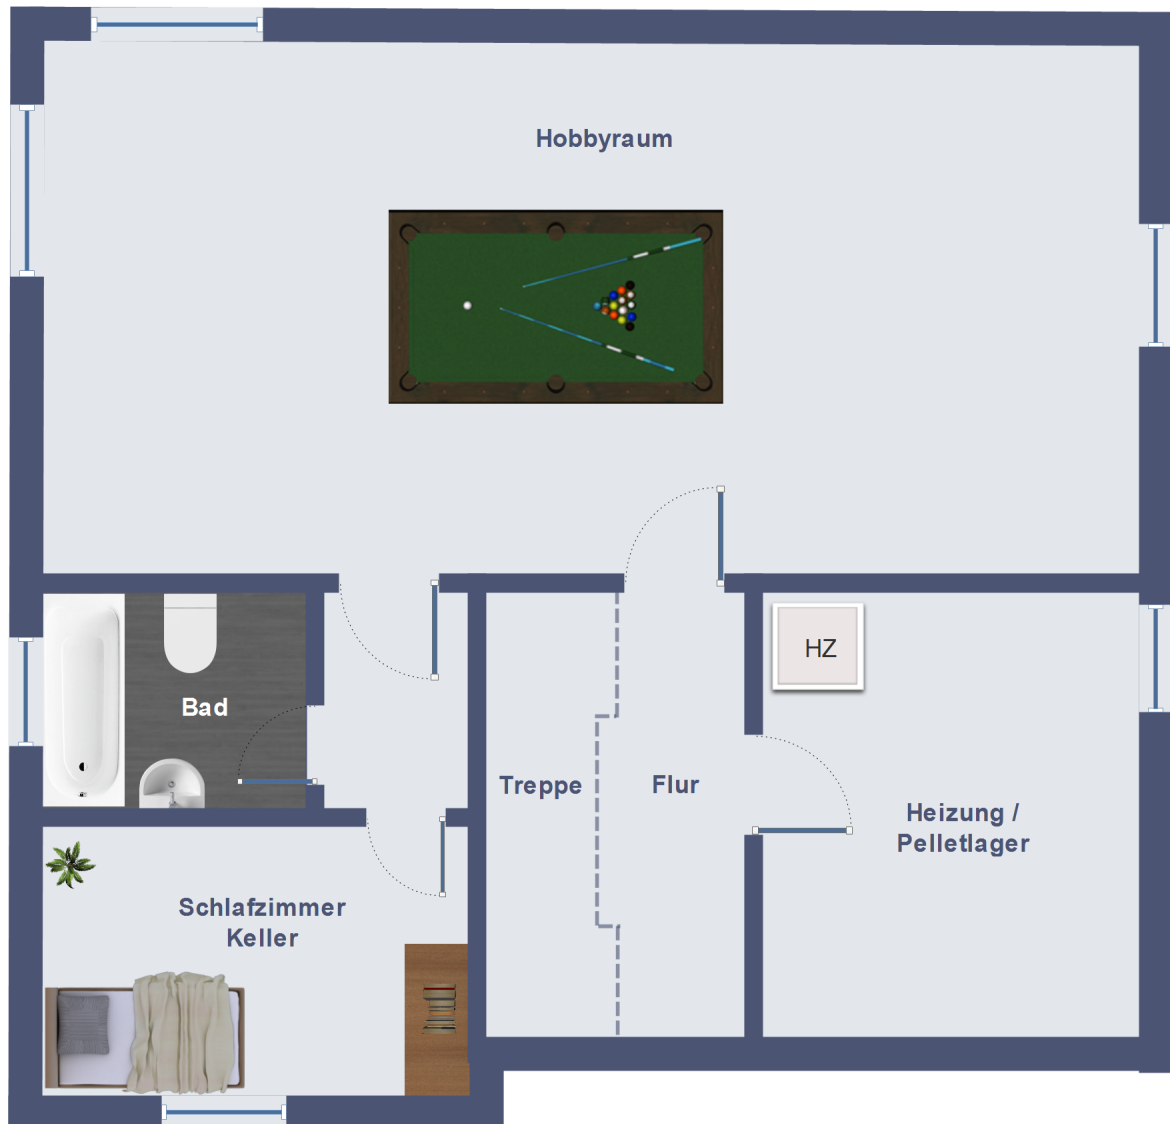 Hobbyraum
HZ
Bad
Treppe
Flur
Heizung /
Pelletlager
Schlafzimmer
Keller